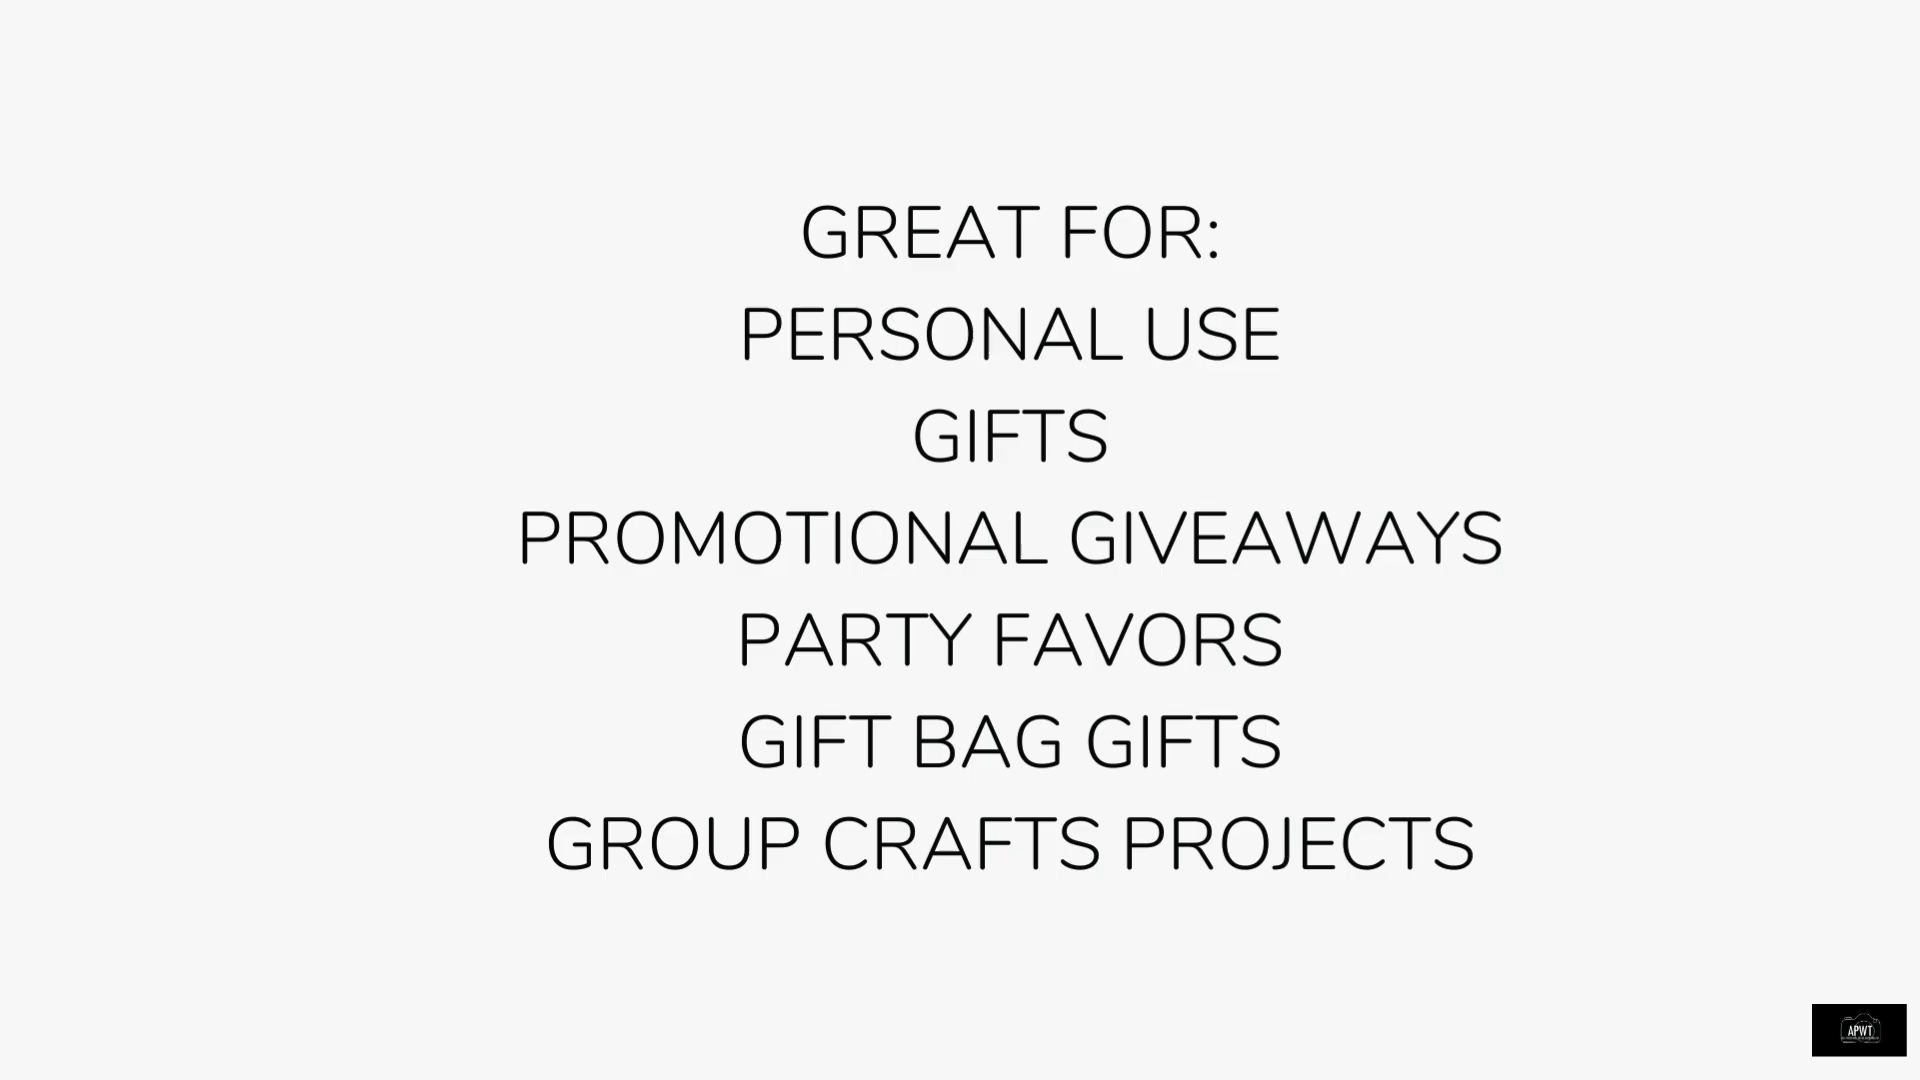 GREAT FOR:
PERSONAL USE
GIFTS
PROMOTIONAL GIVEAWAYS
PARTY FAVORS
GIFT BAG GIFTS
GROUP CRAFTS PROJECTS
APWT